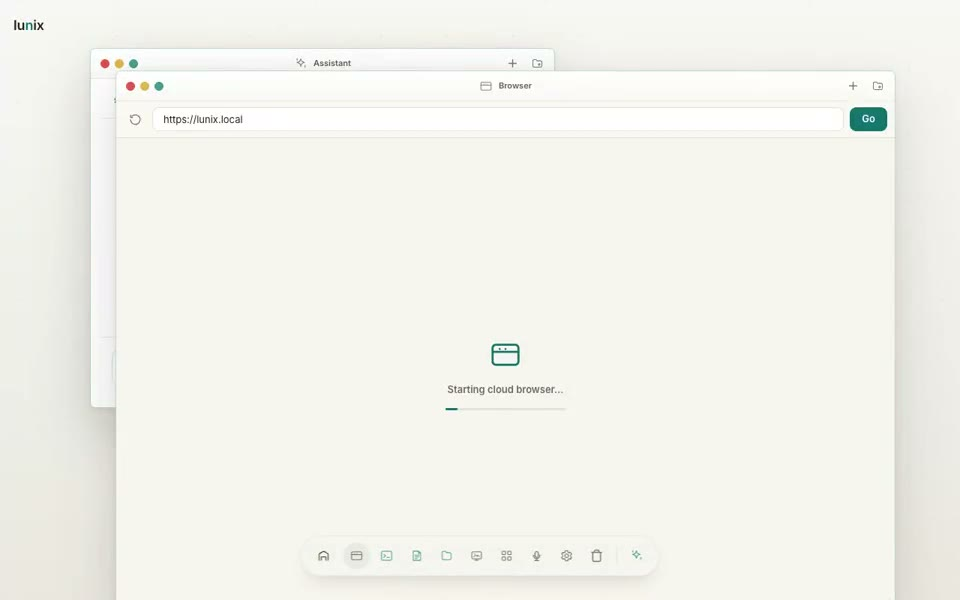 lunix
Assistant
Browser
https://lunix.local
Go
Starting cloud browser...